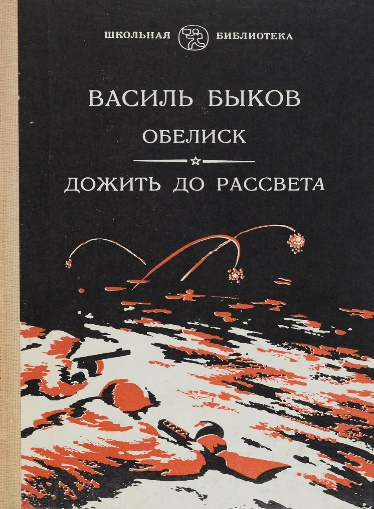 ШКОЛЬНАЯ БИБЛИОТЕКА
ВАСИЛЬ БЫКОВ
ОБЕЛИСК
ДОЖИТЬ ДО РАССВЕТА